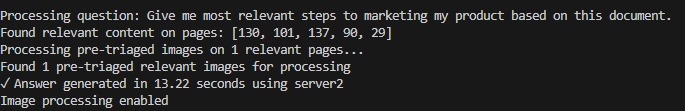 Processing question: Give me most relevant steps to marketing my product based on this document.
Found relevant content on pages: [130, 101, 137, 90, 29]
Processing pre-triaged images on 1 relevant pages...
Found 1 pre-triaged relevant images for processing
✓ Answer generated in 13.22 seconds using server2
Image processing enabled